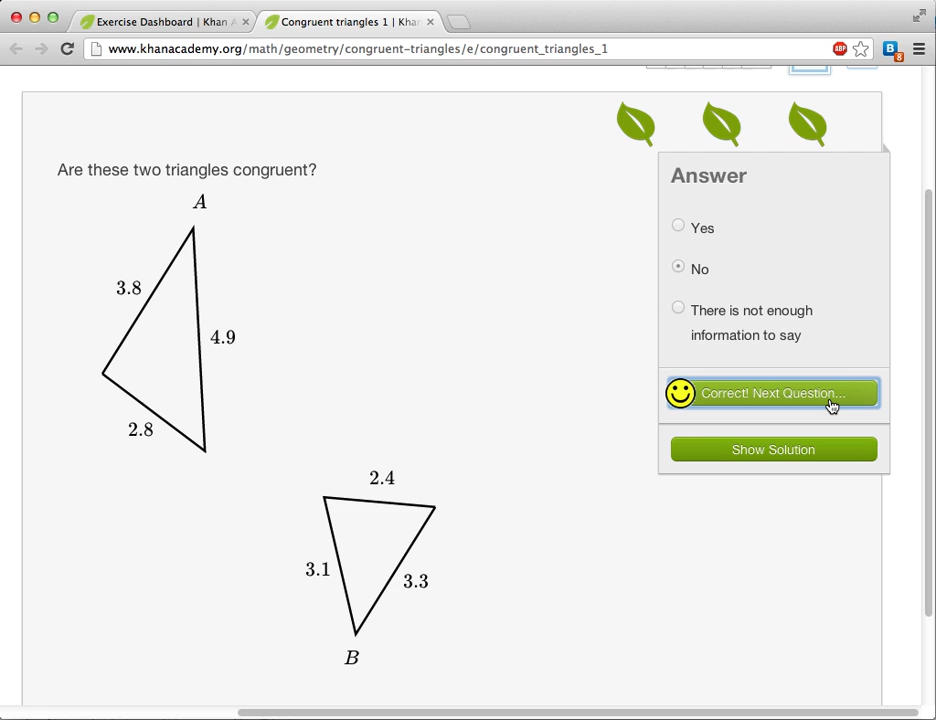 Exercise Dashboard | Khan A
Congruent triangles 1 | Khan
www.khanacademy.org/math/geometry/congruent-triangles/e/congruent_triangles_1
ABP
B
8
Are these two triangles congruent?
Answer
A
Yes
3.8
No
There is not enough
information to say
4.9
Correct! Next Question...
2.8
Show Solution
2.4
3.1
3.3
B